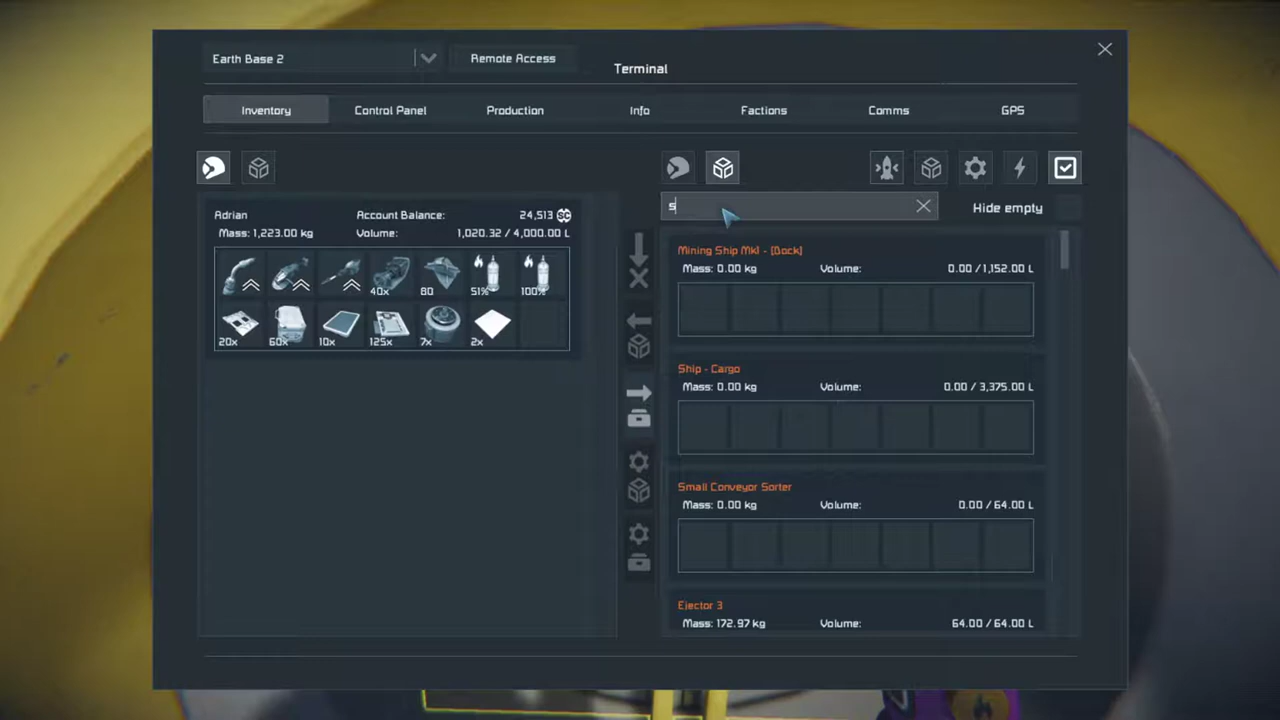 Earth Base 2
Remote Access
Terminal
Inventory
Control Panel
Production
Info
Factions
Comms
GPS
s
Hide empty
Adrian
Account Balance: 24,513 SC
Mass: 1,223.00 kg
Volume: 1,020.32 / 4,000.00 L
40x
80
51%
100%
20x
60x
10x
125x
7x
2x
Mining Ship Mk1 - [Dock]
Mass: 0.00 kg
Volume: 0.00 / 1,152.00 L
Ship - Cargo
Mass: 0.00 kg
Volume: 0.00 / 3,375.00 L
Small Conveyor Sorter
Mass: 0.00 kg
Volume: 0.00 / 64.00 L
Ejector 3
Mass: 172.97 kg
Volume: 64.00 / 64.00 L